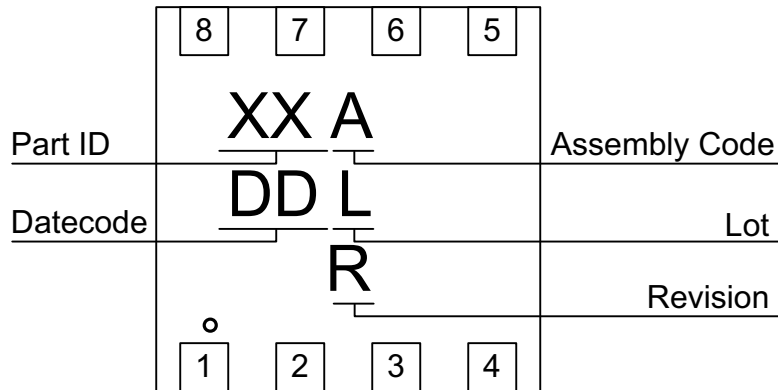 8 7 6 5
XX A
Part ID Assembly Code
DD L
Datecode Lot
R
Revision
1 2 3 4